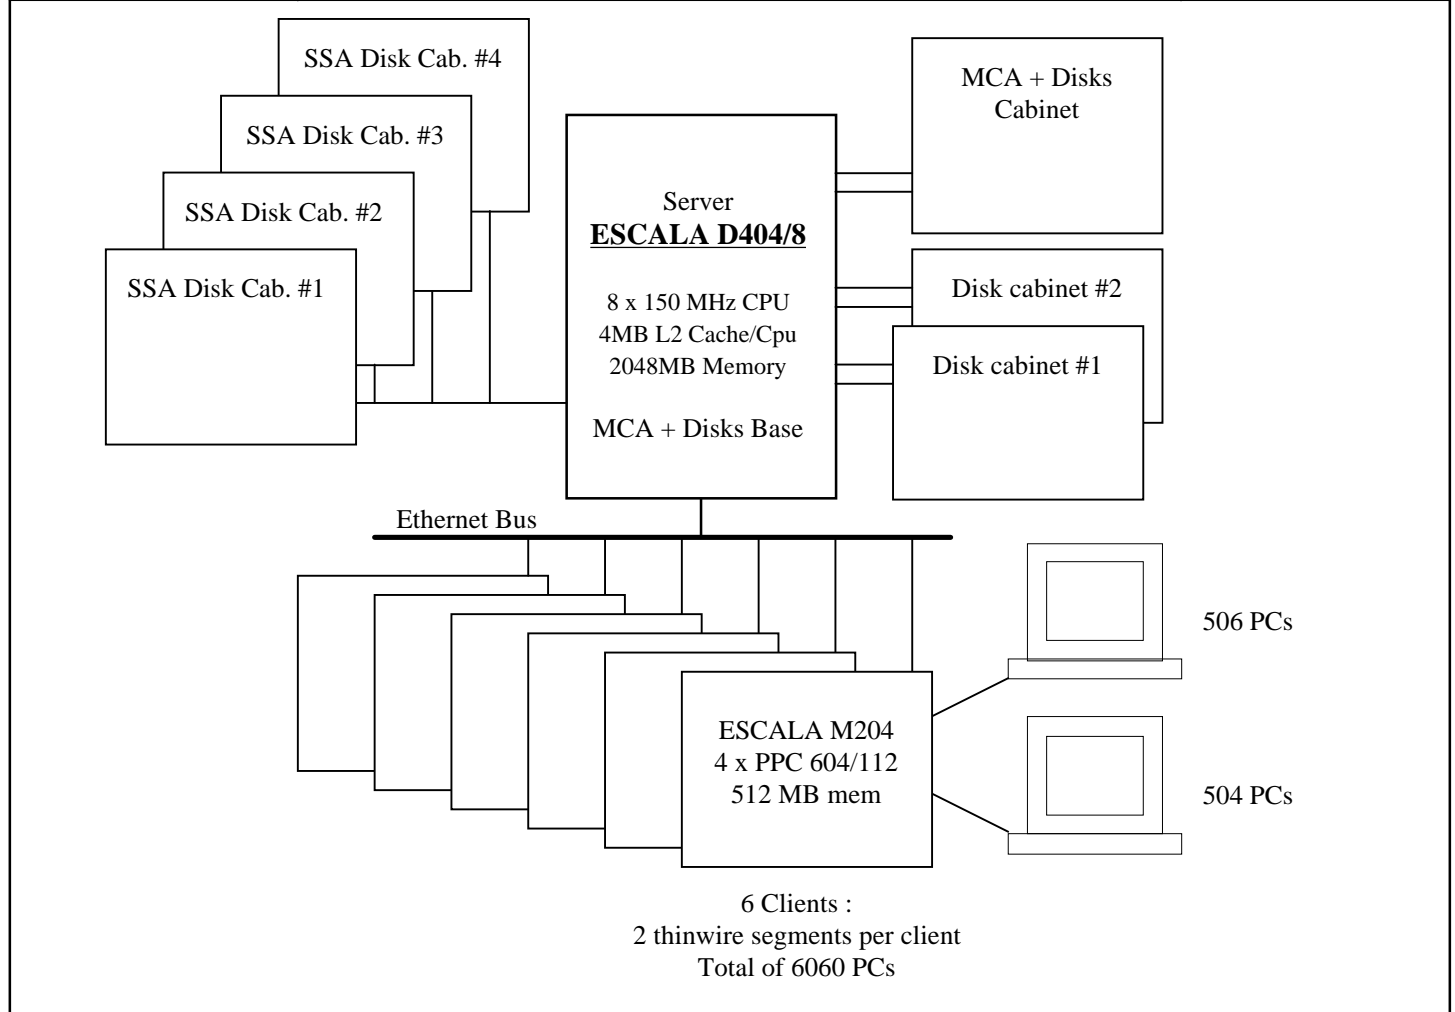 SSA Disk Cab. #4
SSA Disk Cab. #3
SSA Disk Cab. #2
SSA Disk Cab. #1
Server
ESCALA D404/8
8 x 150 MHz CPU
4MB L2 Cache/Cpu
2048MB Memory
MCA + Disks Base
MCA + Disks
Cabinet
Disk cabinet #2
Disk cabinet #1
Ethernet Bus
ESCALA M204
4 x PPC 604/112
512 MB mem
506 PCs
504 PCs
6 Clients :
2 thinwire segments per client
Total of 6060 PCs